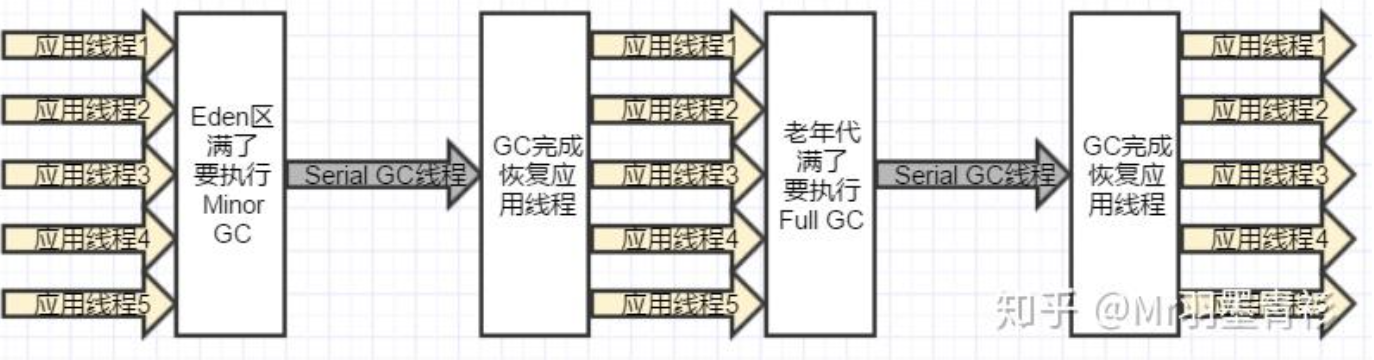 应用线程1
应用线程2
应用线程3
应用线程4
应用线程5
Eden区
满了
要执行
Minor
GC
Serial GC线程
GC完成
恢复应
用线程
应用线程1
应用线程2
应用线程3
应用线程4
应用线程5
老年代
满了
要执行
Full GC
Serial GC线程
GC完成
恢复应
用线程
应用线程1
应用线程2
应用线程3
应用线程4
知乎 @Mr羽墨青衫